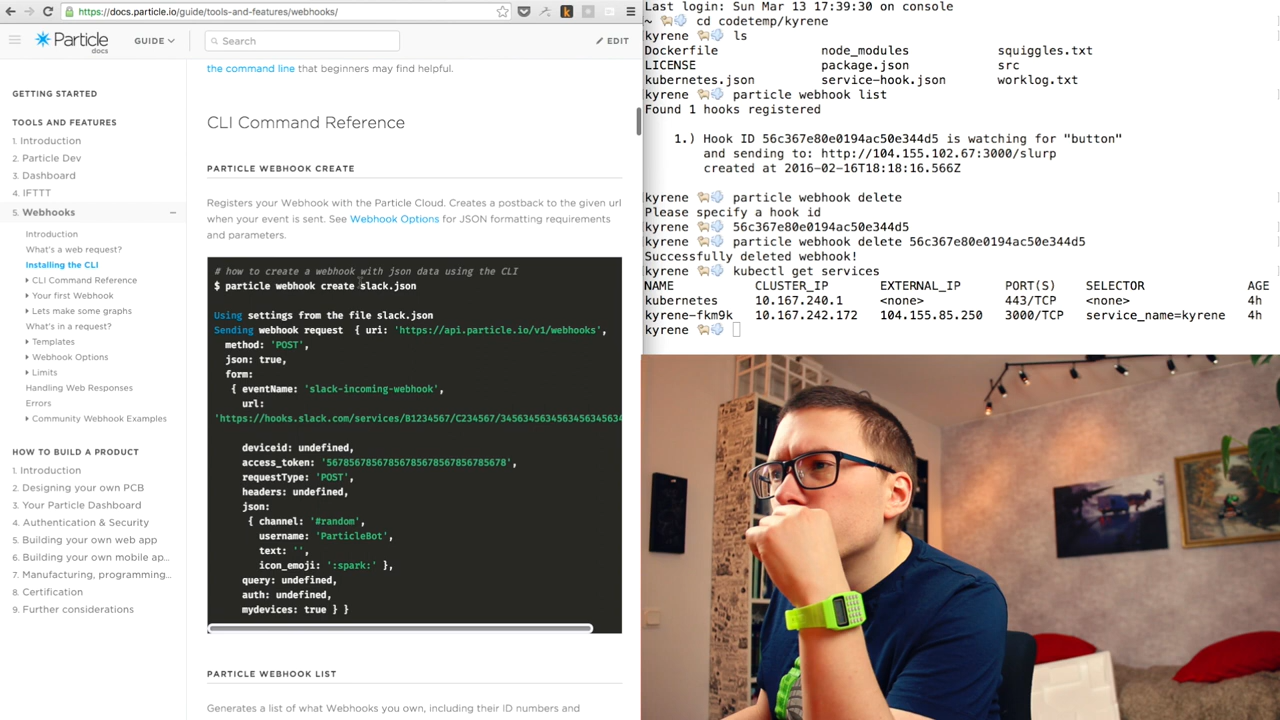 https://docs.particle.io/guide/tools-and-features/webhooks/
Particle
docs
GUIDE
Search
EDIT
GETTING STARTED
TOOLS AND FEATURES
1. Introduction
2. Particle Dev
3. Dashboard
4. IFTTT
5. Webhooks
Introduction
What's a web request?
Installing the CLI
CLI Command Reference
Your first Webhook
Lets make some graphs
What's in a request?
Templates
Webhook Options
Limits
Handling Web Responses
Errors
Community Webhook Examples
HOW TO BUILD A PRODUCT
1. Introduction
2. Designing your own PCB
3. Your Particle Dashboard
4. Authentication & Security
5. Building your own web app
6. Building your own mobile ap...
7. Manufacturing, programming...
8. Certification
9. Further considerations
the command line that beginners may find helpful.
CLI Command Reference
PARTICLE WEBHOOK CREATE
Registers your Webhook with the Particle Cloud. Creates a postback to the given url
when your event is sent. See Webhook Options for JSON formatting requirements
and parameters.
# how to create a webhook with json data using the CLI
$ particle webhook create slack.json
Using settings from the file slack.json
Sending webhook request { uri: 'https://api.particle.io/v1/webhooks',
method: 'POST',
json: true,
form:
{ eventName: 'slack-incoming-webhook',
url:
'https://hooks.slack.com/services/B1234567/C234567/3456345634563456345634
deviceid: undefined,
access_token: '5678567856785678567856785678567856785678',
requestType: 'POST',
headers: undefined,
json:
{ channel: '#random',
username: 'ParticleBot',
text: '',
icon_emoji: ':spark:' },
query: undefined,
auth: undefined,
mydevices: true } }
PARTICLE WEBHOOK LIST
Generates a list of what Webhooks you own, including their ID numbers and
Last login: Sun Mar 13 17:39:30 on console
~ cd codetemp/kyrene
kyrene ls
Dockerfile node_modules squiggles.txt
LICENSE package.json src
kubernetes.json service-hook.json worklog.txt
kyrene particle webhook list
Found 1 hooks registered
1.) Hook ID 56c367e80e0194ac50e344d5 is watching for "button"
and sending to: http://104.155.102.67:3000/slurp
created at 2016-02-16T18:18:16.566Z
kyrene particle webhook delete
Please specify a hook id
kyrene 56c367e80e0194ac50e344d5
kyrene particle webhook delete 56c367e80e0194ac50e344d5
Successfully deleted webhook!
kyrene kubectl get services
NAME CLUSTER_IP EXTERNAL_IP PORT(S) SELECTOR AGE
kubernetes 10.167.240.1 <none> 443/TCP <none> 4h
kyrene-fkm9k 10.167.242.172 104.155.85.250 3000/TCP service_name=kyrene 4h
kyrene